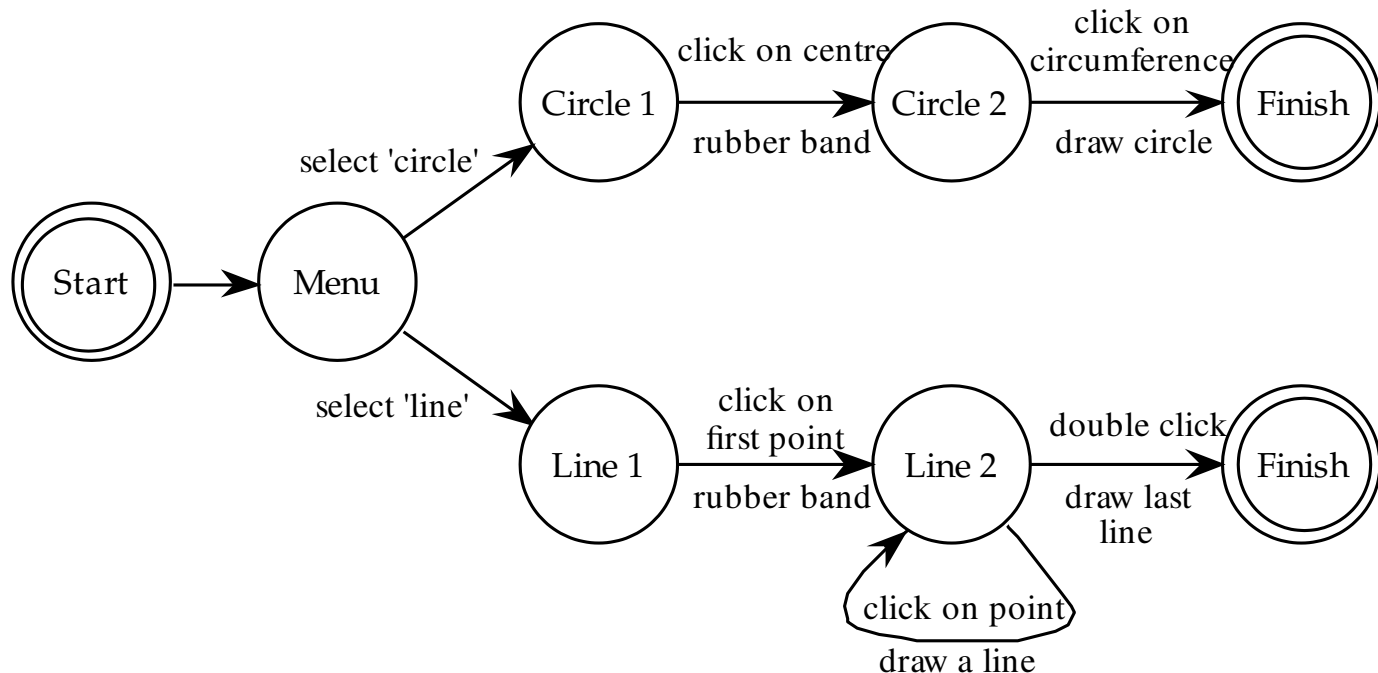 click on centre
click on
circumference
Circle 1
Circle 2
Finish
rubber band
draw circle
select 'circle'
Start
Menu
select 'line'
click on
first point
double click
Line 1
Line 2
Finish
rubber band
draw last
line
click on point
draw a line